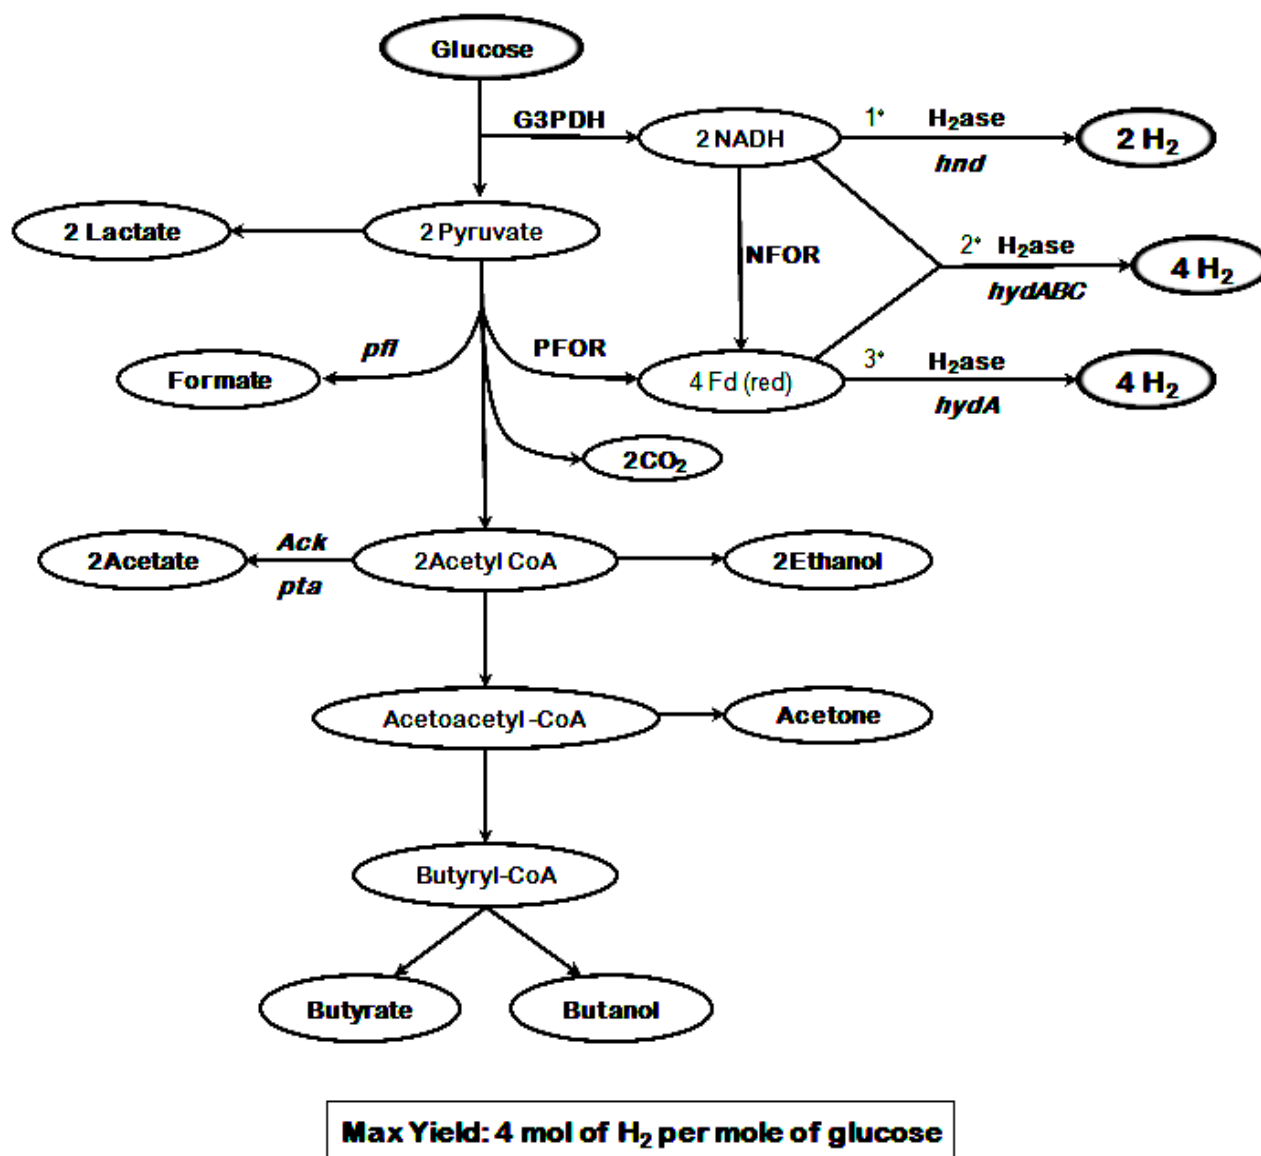 Glucose
G3PDH
2 NADH
1*
H₂ase
hnd
2 H₂
2 Lactate
2 Pyruvate
NFOR
2*
H₂ase
hydABC
4 H₂
pfl
PFOR
Formate
4 Fd (red)
3*
H₂ase
hydA
4 H₂
2CO₂
2Acetate
Ack
pta
2Acetyl CoA
2Ethanol
Acetoacetyl-CoA
Acetone
Butyryl-CoA
Butyrate
Butanol
Max Yield: 4 mol of H₂ per mole of glucose